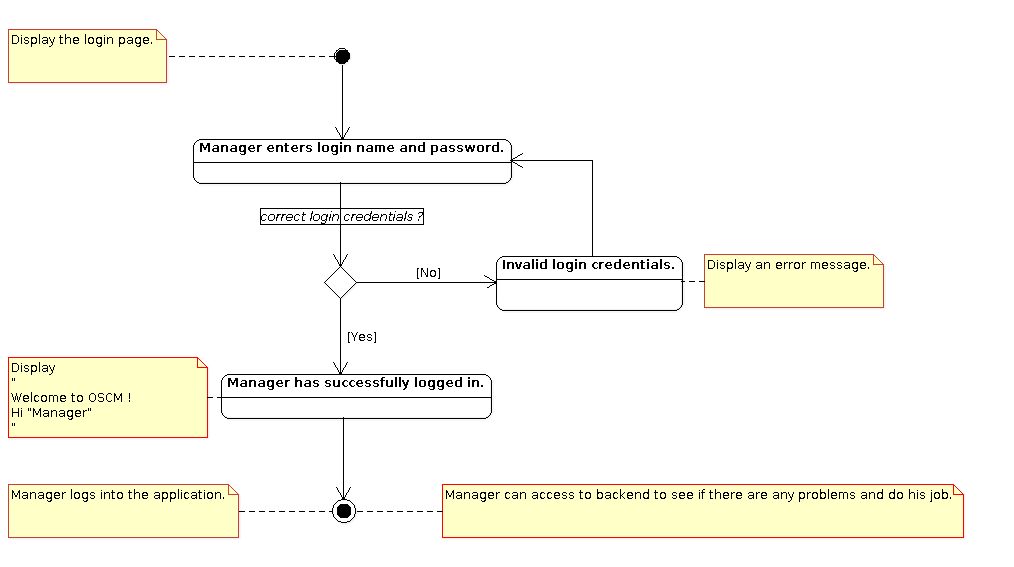 Display the login page.
Manager enters login name and password.
correct login credentials ?
[No]
Invalid login credentials.
Display an error message.
[Yes]
Display
"
Welcome to OSCM !
Hi "Manager"
"
Manager has successfully logged in.
Manager logs into the application.
Manager can access to backend to see if there are any problems and do his job.